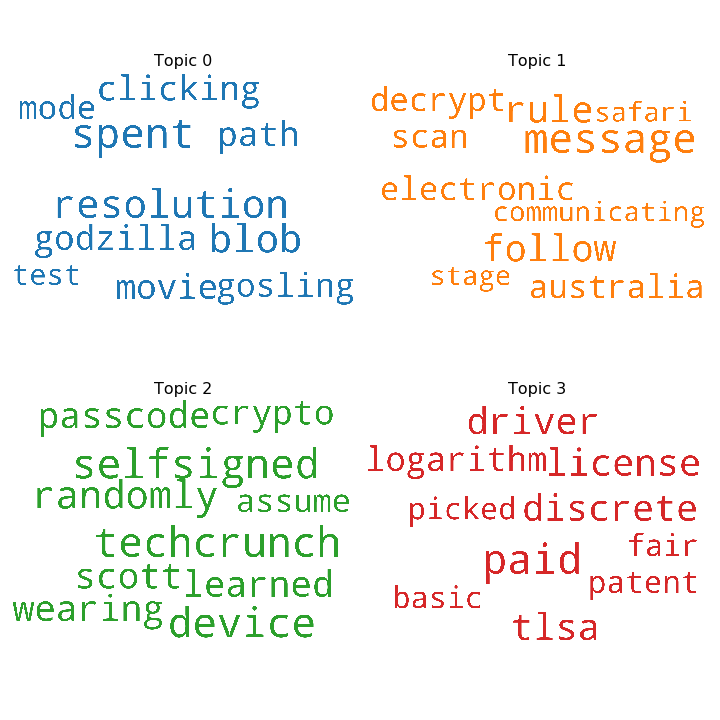 Topic 0
clicking
mode
spent path
resolution
godzilla blob
test
movie gosling
Topic 1
decrypt rule safari
scan message
electronic
communicating
follow
stage
australia
Topic 2
passcode crypto
selfsigned
randomly assume
techcrunch
scott learned
wearing device
Topic 3
driver
logarithm license
picked discrete
paid fair
patent
basic
tlsa